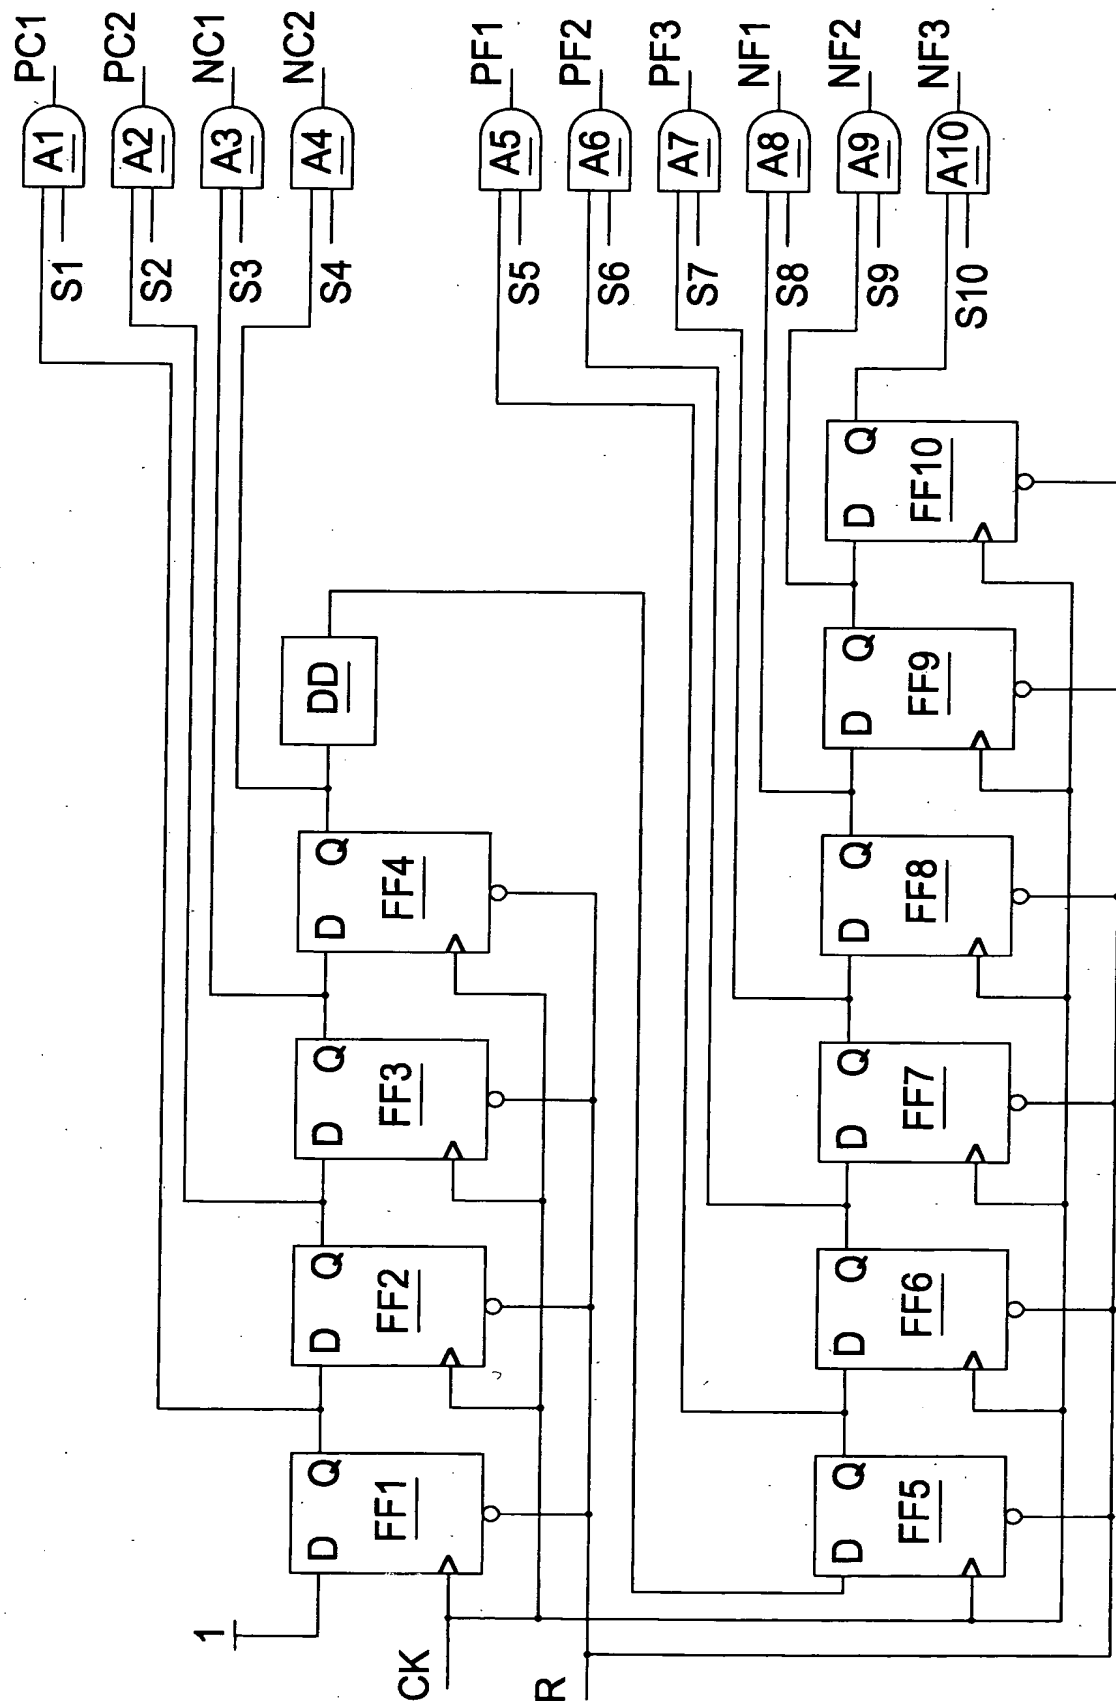 PC1
PC2
NC1
NC2
A1
A2
A3
A4
S1
S2
S3
S4
PF1
PF2
PF3
NF1
NF2
NF3
A5
A6
A7
A8
A9
A10
S5
S6
S7
S8
S9
S10
1
D Q
FF1
D Q
FF2
D Q
FF3
D Q
FF4
DD
CK
R
D Q
FF5
D Q
FF6
D Q
FF7
D Q
FF8
D Q
FF9
D Q
FF10